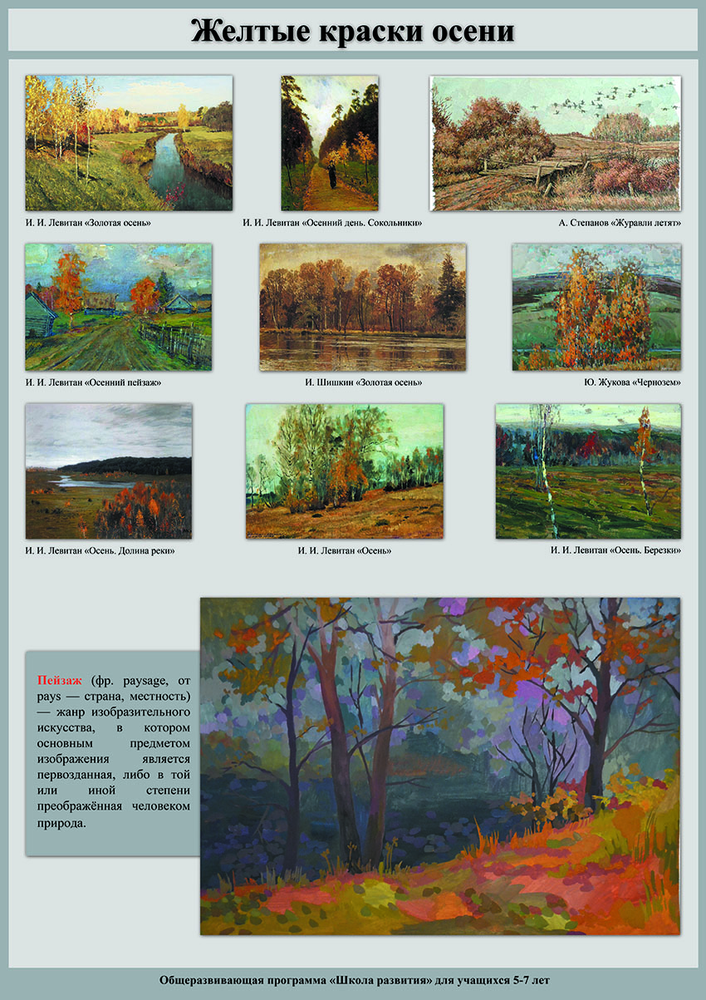 Желтые краски осени
И. И. Левитан «Золотая осень»
И. И. Левитан «Осенний день. Сокольники»
А. Степанов «Журавли летят»
И. И. Левитан «Осенний пейзаж»
И. Шишкин «Золотая осень»
Ю. Жукова «Чернозем»
И. И. Левитан «Осень. Долина реки»
И. И. Левитан «Осень»
И. И. Левитан «Осень. Березки»
Пейзаж (фр. paysage, от
pays — страна, местность)
— жанр изобразительного
искусства, в котором
основным предметом
изображения является
первозданная, либо в той
или иной степени
преображённая человеком
природа.
Общеразвивающая программа «Школа развития» для учащихся 5-7 лет